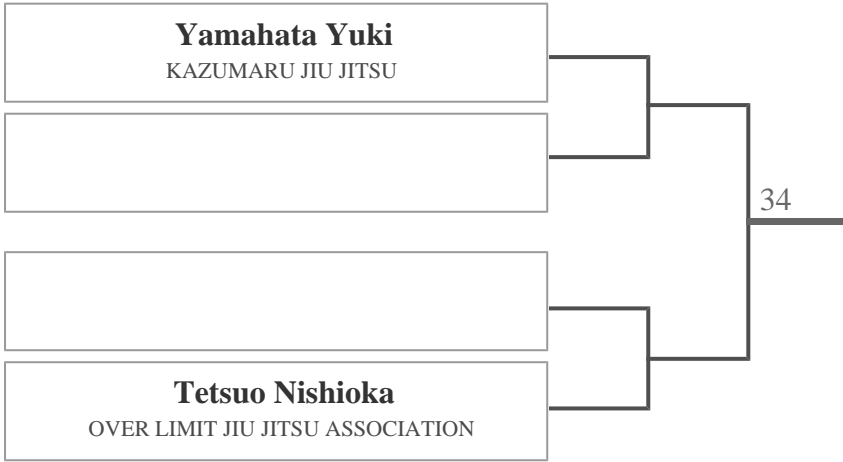 Yamahata Yuki
KAZUMARU JIU JITSU
34
Tetsuo Nishioka
OVER LIMIT JIU JITSU ASSOCIATION